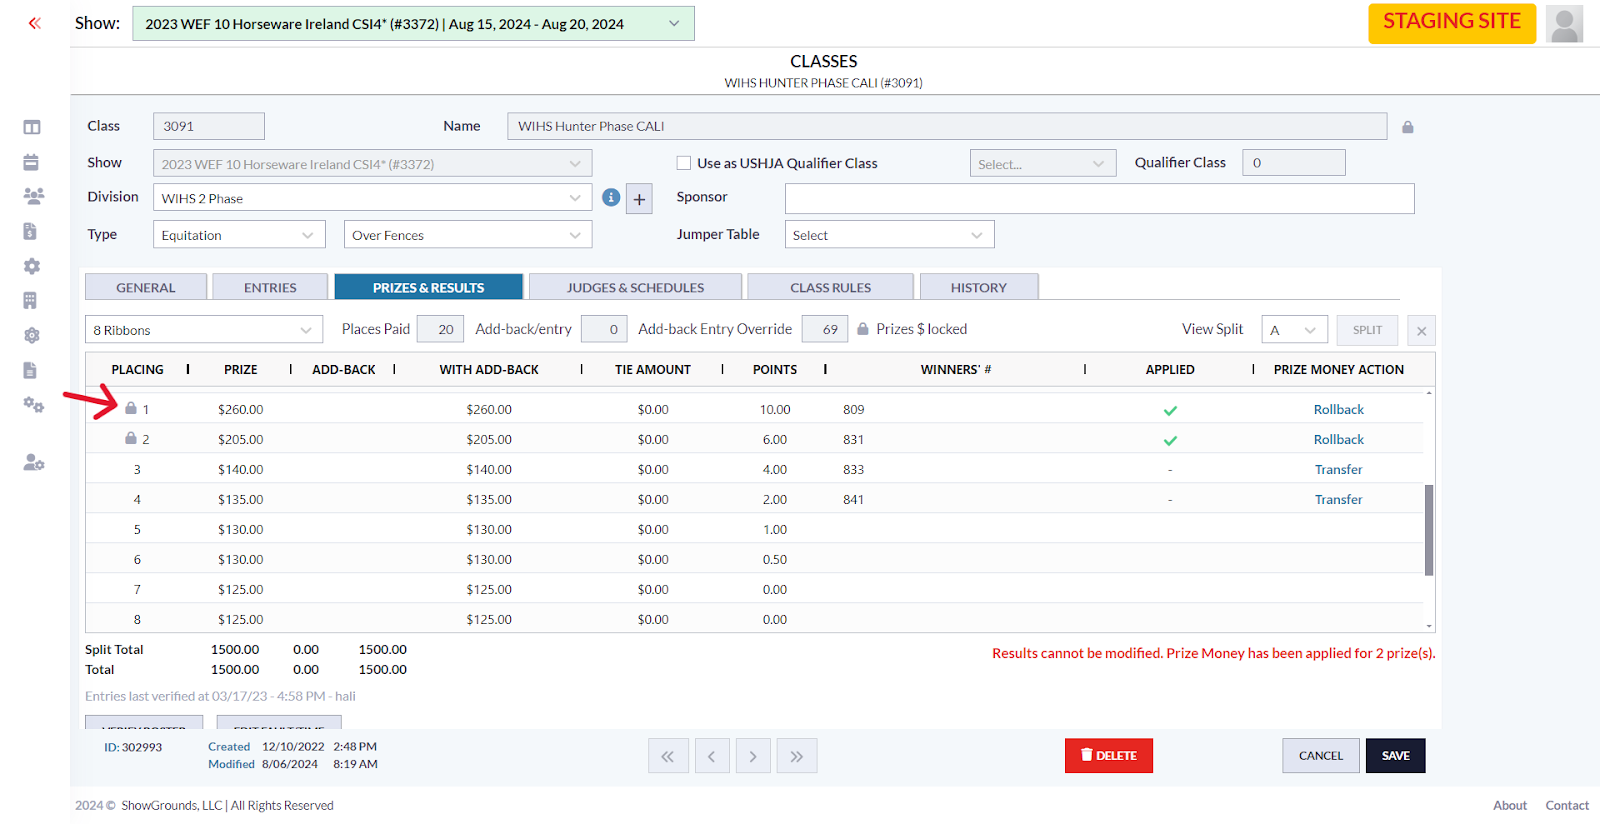 Show: 2023 WEF 10 Horseware Ireland CSI4* (#3372) | Aug 15, 2024 - Aug 20, 2024 STAGING SITE
CLASSES
WIHS HUNTER PHASE CALI (#3091)
Class 3091 Name WIHS Hunter Phase CALI
Show 2023 WEF 10 Horseware Ireland CSI4* (#3372) Use as USHJA Qualifier Class Select... Qualifier Class 0
Division WIHS 2 Phase i + Sponsor
Type Equitation Over Fences Jumper Table Select
GENERAL ENTRIES PRIZES & RESULTS JUDGES & SCHEDULES CLASS RULES HISTORY
8 Ribbons Places Paid 20 Add-back/entry 0 Add-back Entry Override 69 Prizes $ locked View Split A SPLIT ×
PLACING PRIZE ADD-BACK WITH ADD-BACK TIE AMOUNT POINTS WINNERS' # APPLIED PRIZE MONEY ACTION
1 $260.00 $260.00 $0.00 10.00 809 Rollback
2 $205.00 $205.00 $0.00 6.00 831 Rollback
3 $140.00 $140.00 $0.00 4.00 833 - Transfer
4 $135.00 $135.00 $0.00 2.00 841 - Transfer
5 $130.00 $130.00 $0.00 1.00
6 $130.00 $130.00 $0.00 0.50
7 $125.00 $125.00 $0.00 0.00
8 $125.00 $125.00 $0.00 0.00
Split Total 1500.00 0.00 1500.00
Results cannot be modified. Prize Money has been applied for 2 prize(s).
Total 1500.00 0.00 1500.00
Entries last verified at 03/17/23 - 4:58 PM - hali
VERIFY ROSTER EDIT FAULT/TIME
ID: 302993 Created 12/10/2022 2:48 PM
Modified 8/06/2024 8:19 AM
DELETE CANCEL SAVE
2024 © ShowGrounds, LLC | All Rights Reserved About Contact